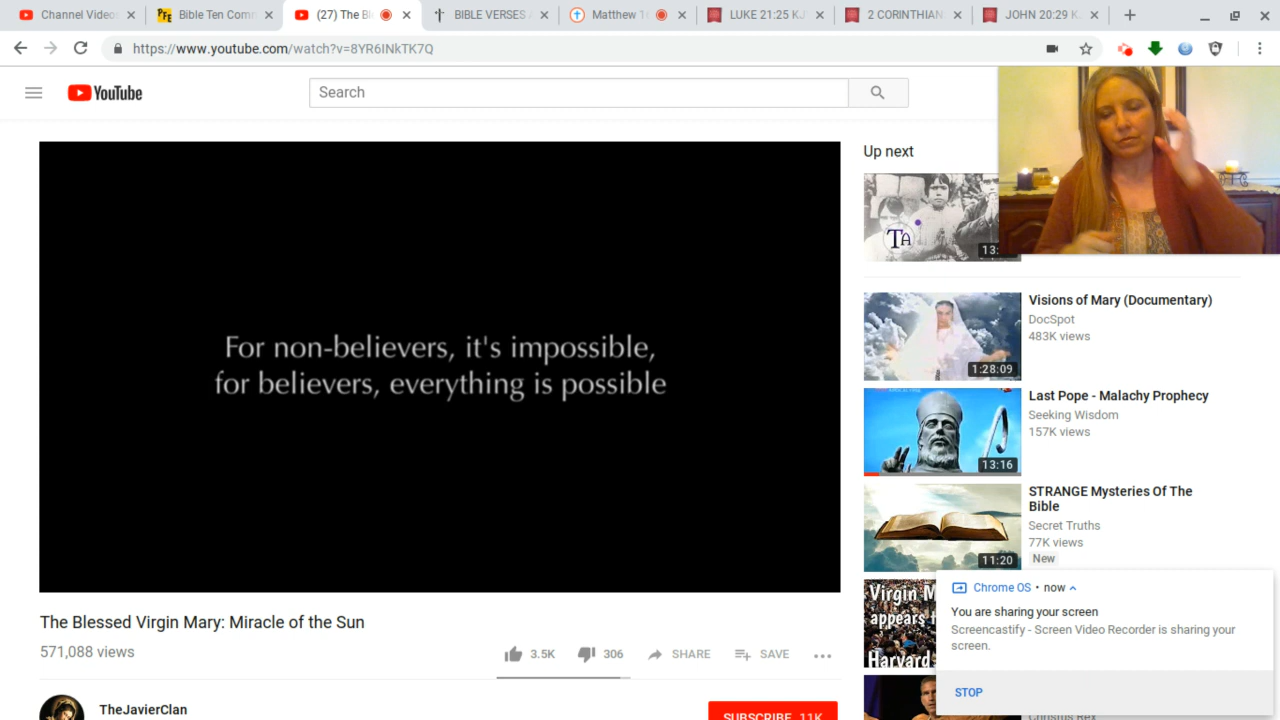 Channel Videos
Bible Ten Comm
(27) The Bl
BIBLE VERSES
Matthew 1
LUKE 21:25 KJ
2 CORINTHIAN
JOHN 20:29 K
https://www.youtube.com/watch?v=8YR6INkTK7Q
YouTube
Search
For non-believers, it's impossible,
for believers, everything is possible
The Blessed Virgin Mary: Miracle of the Sun
571,088 views
3.5K
306
SHARE
SAVE
TheJavierClan
SUBSCRIBE 11K
Up next
TA
13:
Visions of Mary (Documentary)
DocSpot
483K views
1:28:09
Last Pope - Malachy Prophecy
Seeking Wisdom
157K views
13:16
STRANGE Mysteries Of The
Bible
Secret Truths
77K views
New
11:20
Virgin M
appears t
Harvard
Chrome OS • now
You are sharing your screen
Screencastify - Screen Video Recorder is sharing your
screen.
STOP
Christus Rex